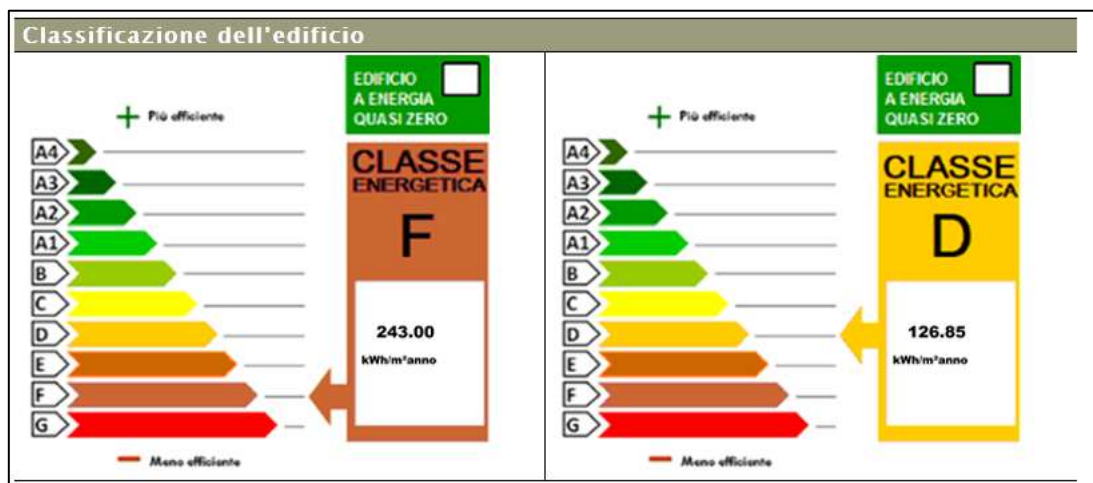 Classificazione dell'edificio
EDIFICIO
A ENERGIA
QUASI ZERO
Più efficiente
A4
A3
A2
A1
B
C
D
E
F
G
Meno efficiente
CLASSE
ENERGETICA
F
243.00
kWh/m²anno
EDIFICIO
A ENERGIA
QUASI ZERO
Più efficiente
A4
A3
A2
A1
B
C
D
E
F
G
Meno efficiente
CLASSE
ENERGETICA
D
126.85
kWh/m²anno